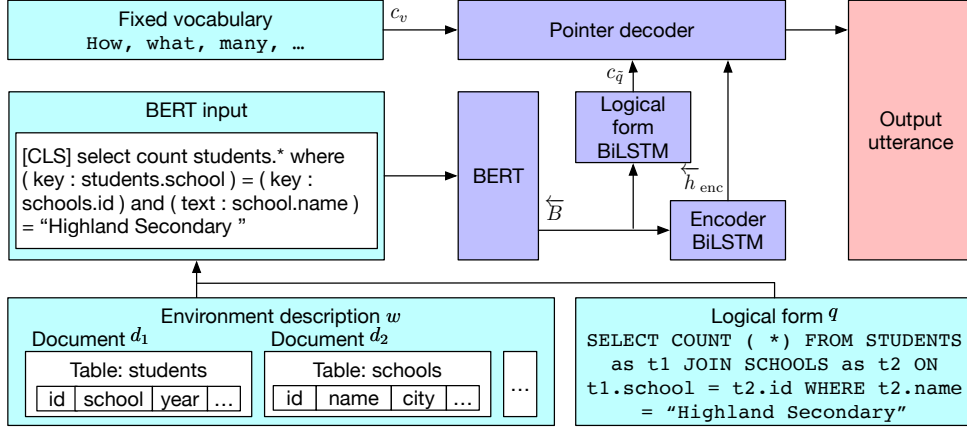 Fixed vocabulary
How, what, many, …
c_v
Pointer decoder
BERT input
[CLS] select count students.* where
( key : students.school ) = ( key :
schools.id ) and ( text : school.name )
= “Highland Secondary ”
BERT
B
c_q̃
Logical
form
BiLSTM
h enc
Encoder
BiLSTM
Output
utterance
Environment description w
Document d1
Table: students
id school year …
Document d2
Table: schools
id name city …
…
Logical form q
SELECT COUNT ( *) FROM STUDENTS
as t1 JOIN SCHOOLS as t2 ON
t1.school = t2.id WHERE t2.name
= “Highland Secondary”